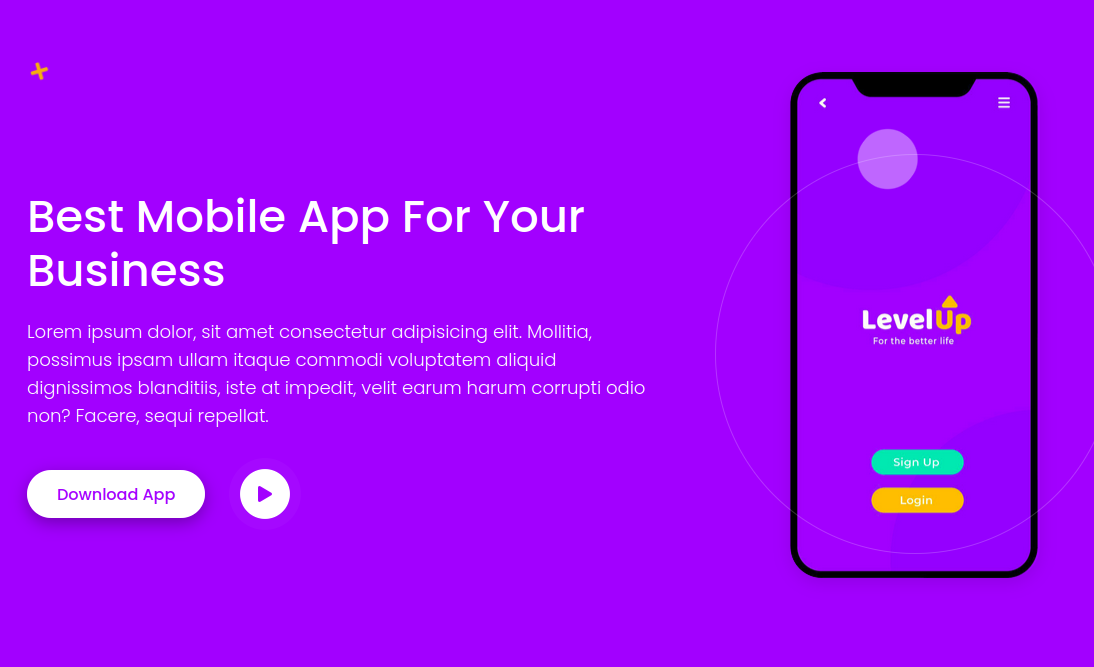 Best Mobile App For Your
Business
Lorem ipsum dolor, sit amet consectetur adipisicing elit. Mollitia,
possimus ipsam ullam itaque commodi voluptatem aliquid
dignissimos blanditiis, iste at impedit, velit earum harum corrupti odio
non? Facere, sequi repellat.
Download App
LevelUp
For the better life
Sign Up
Login